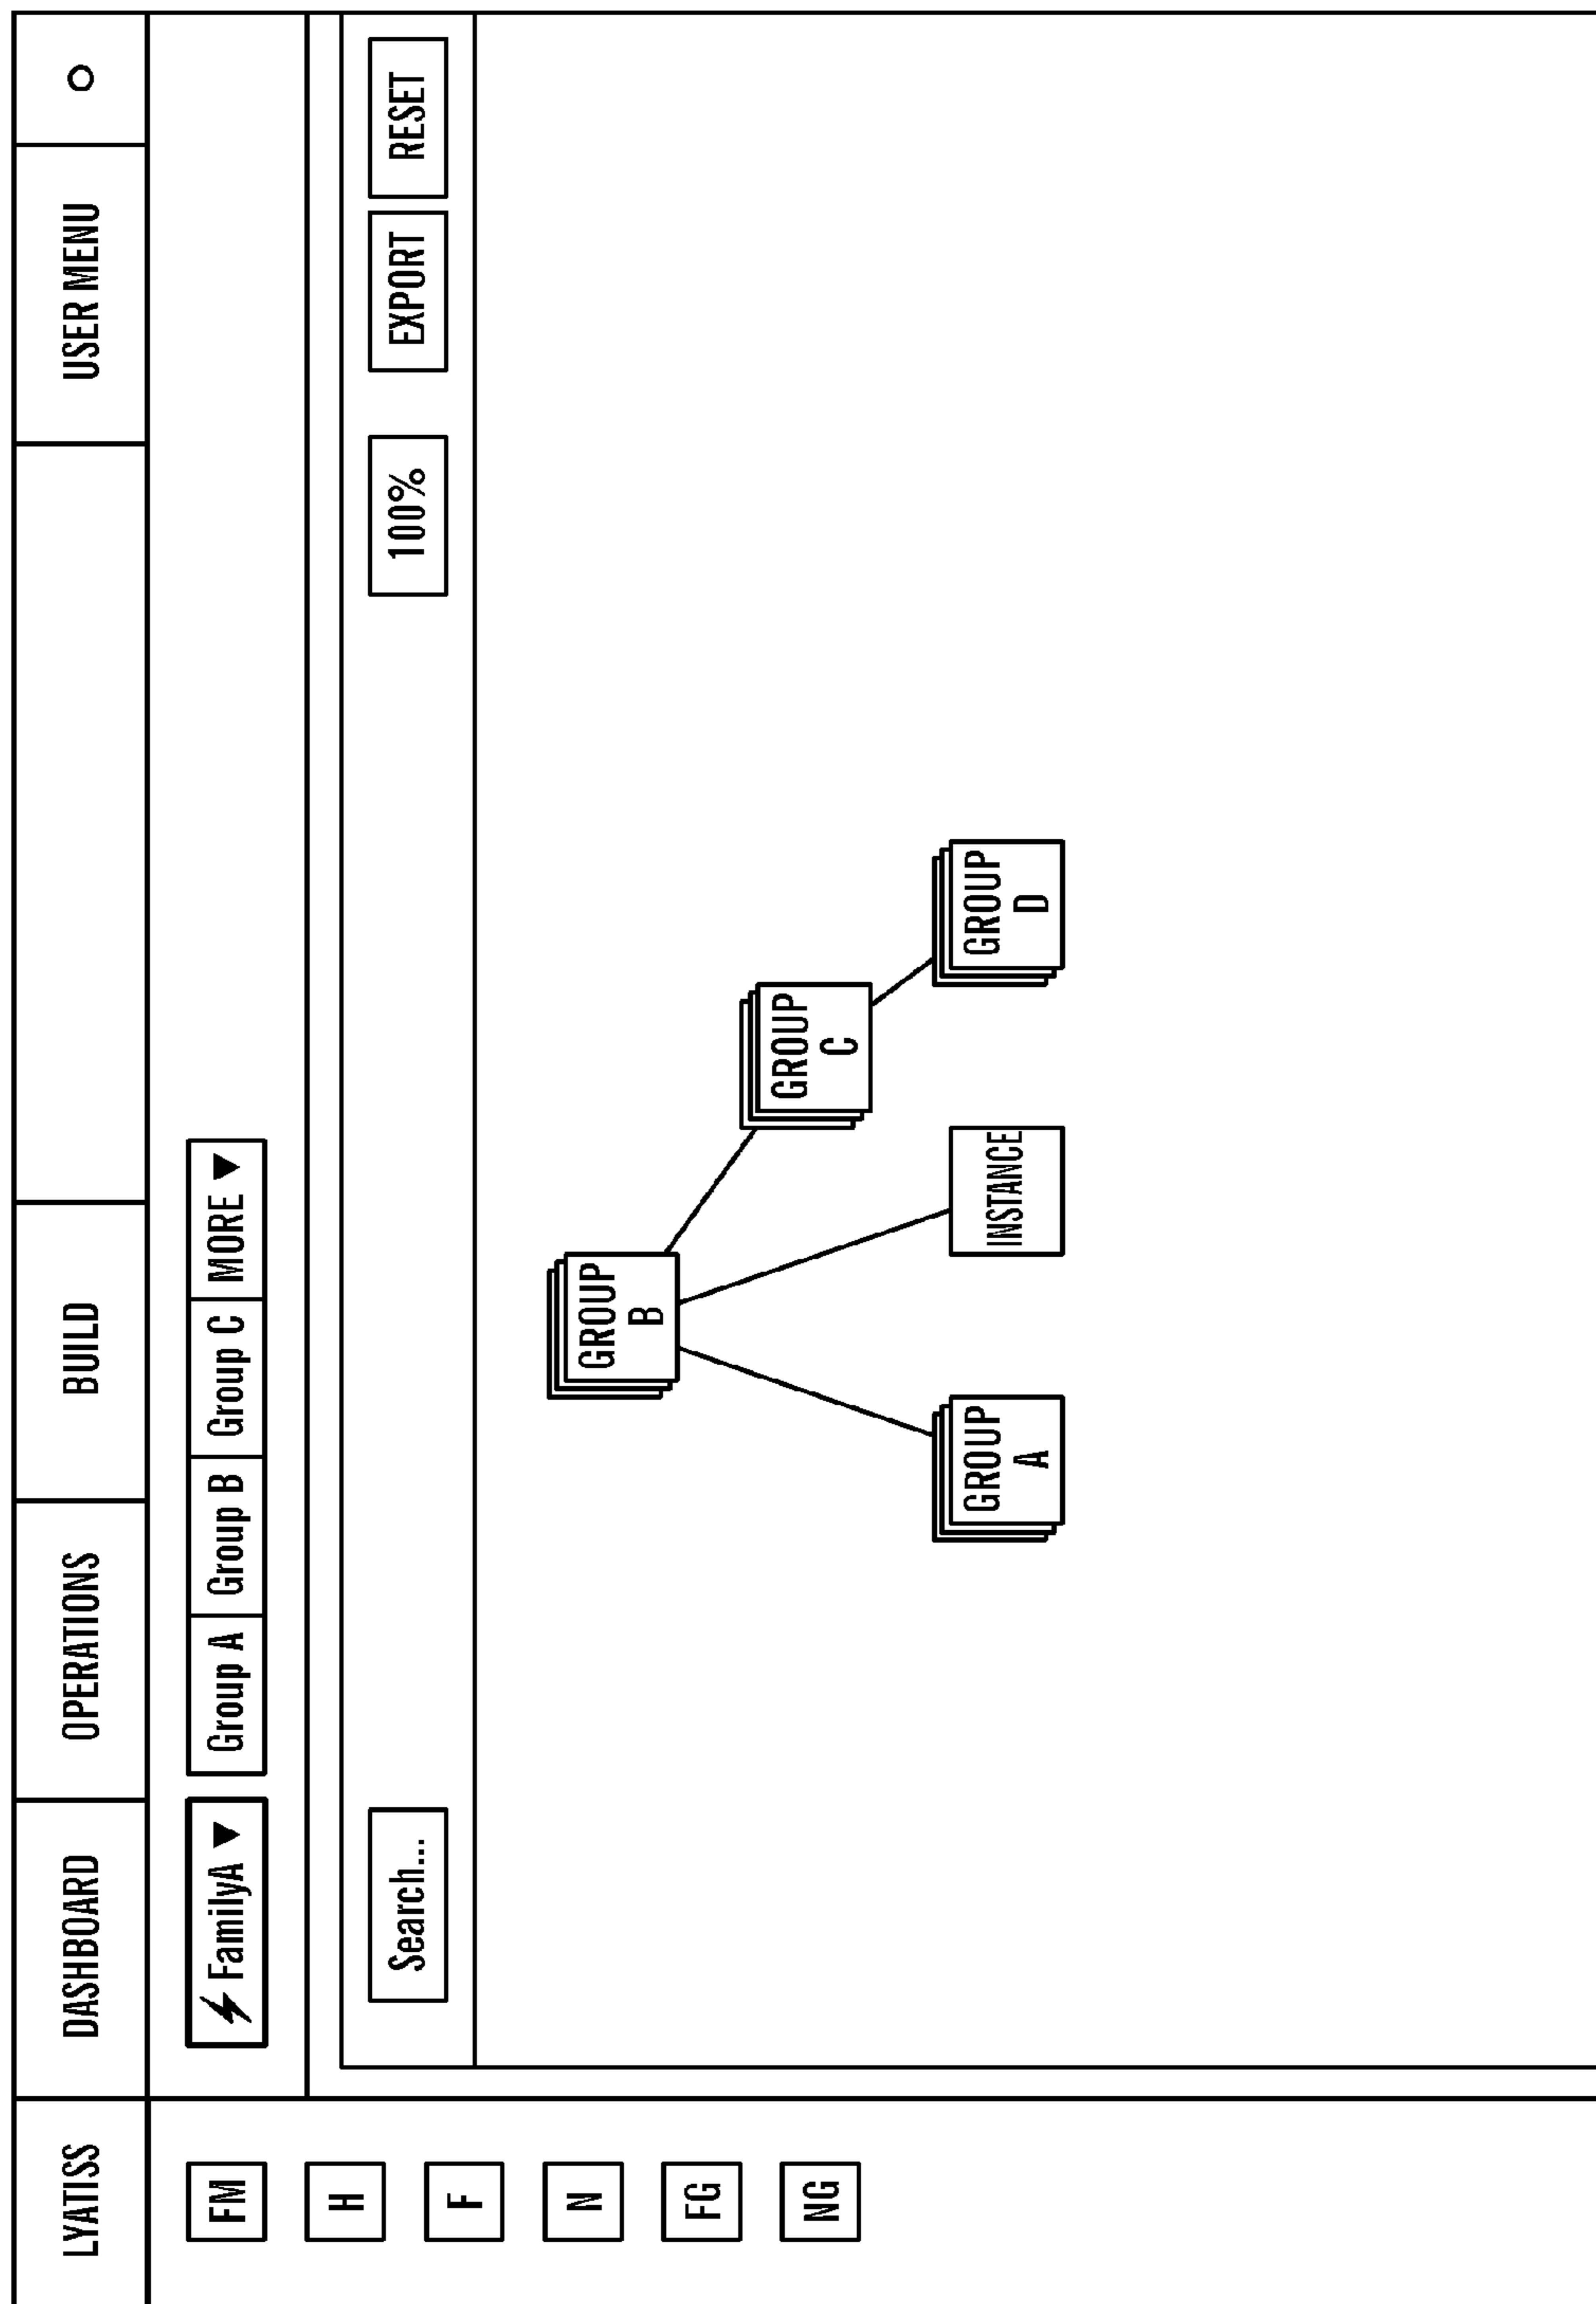 LYATISS
DASHBOARD
OPERATIONS
BUILD
USER MENU
FamilyA
Group A
Group B
Group C
MORE
Search...
100%
EXPORT
RESET
FM
H
F
N
FG
NG
GROUP
B
GROUP
C
GROUP
A
INSTANCE
GROUP
D